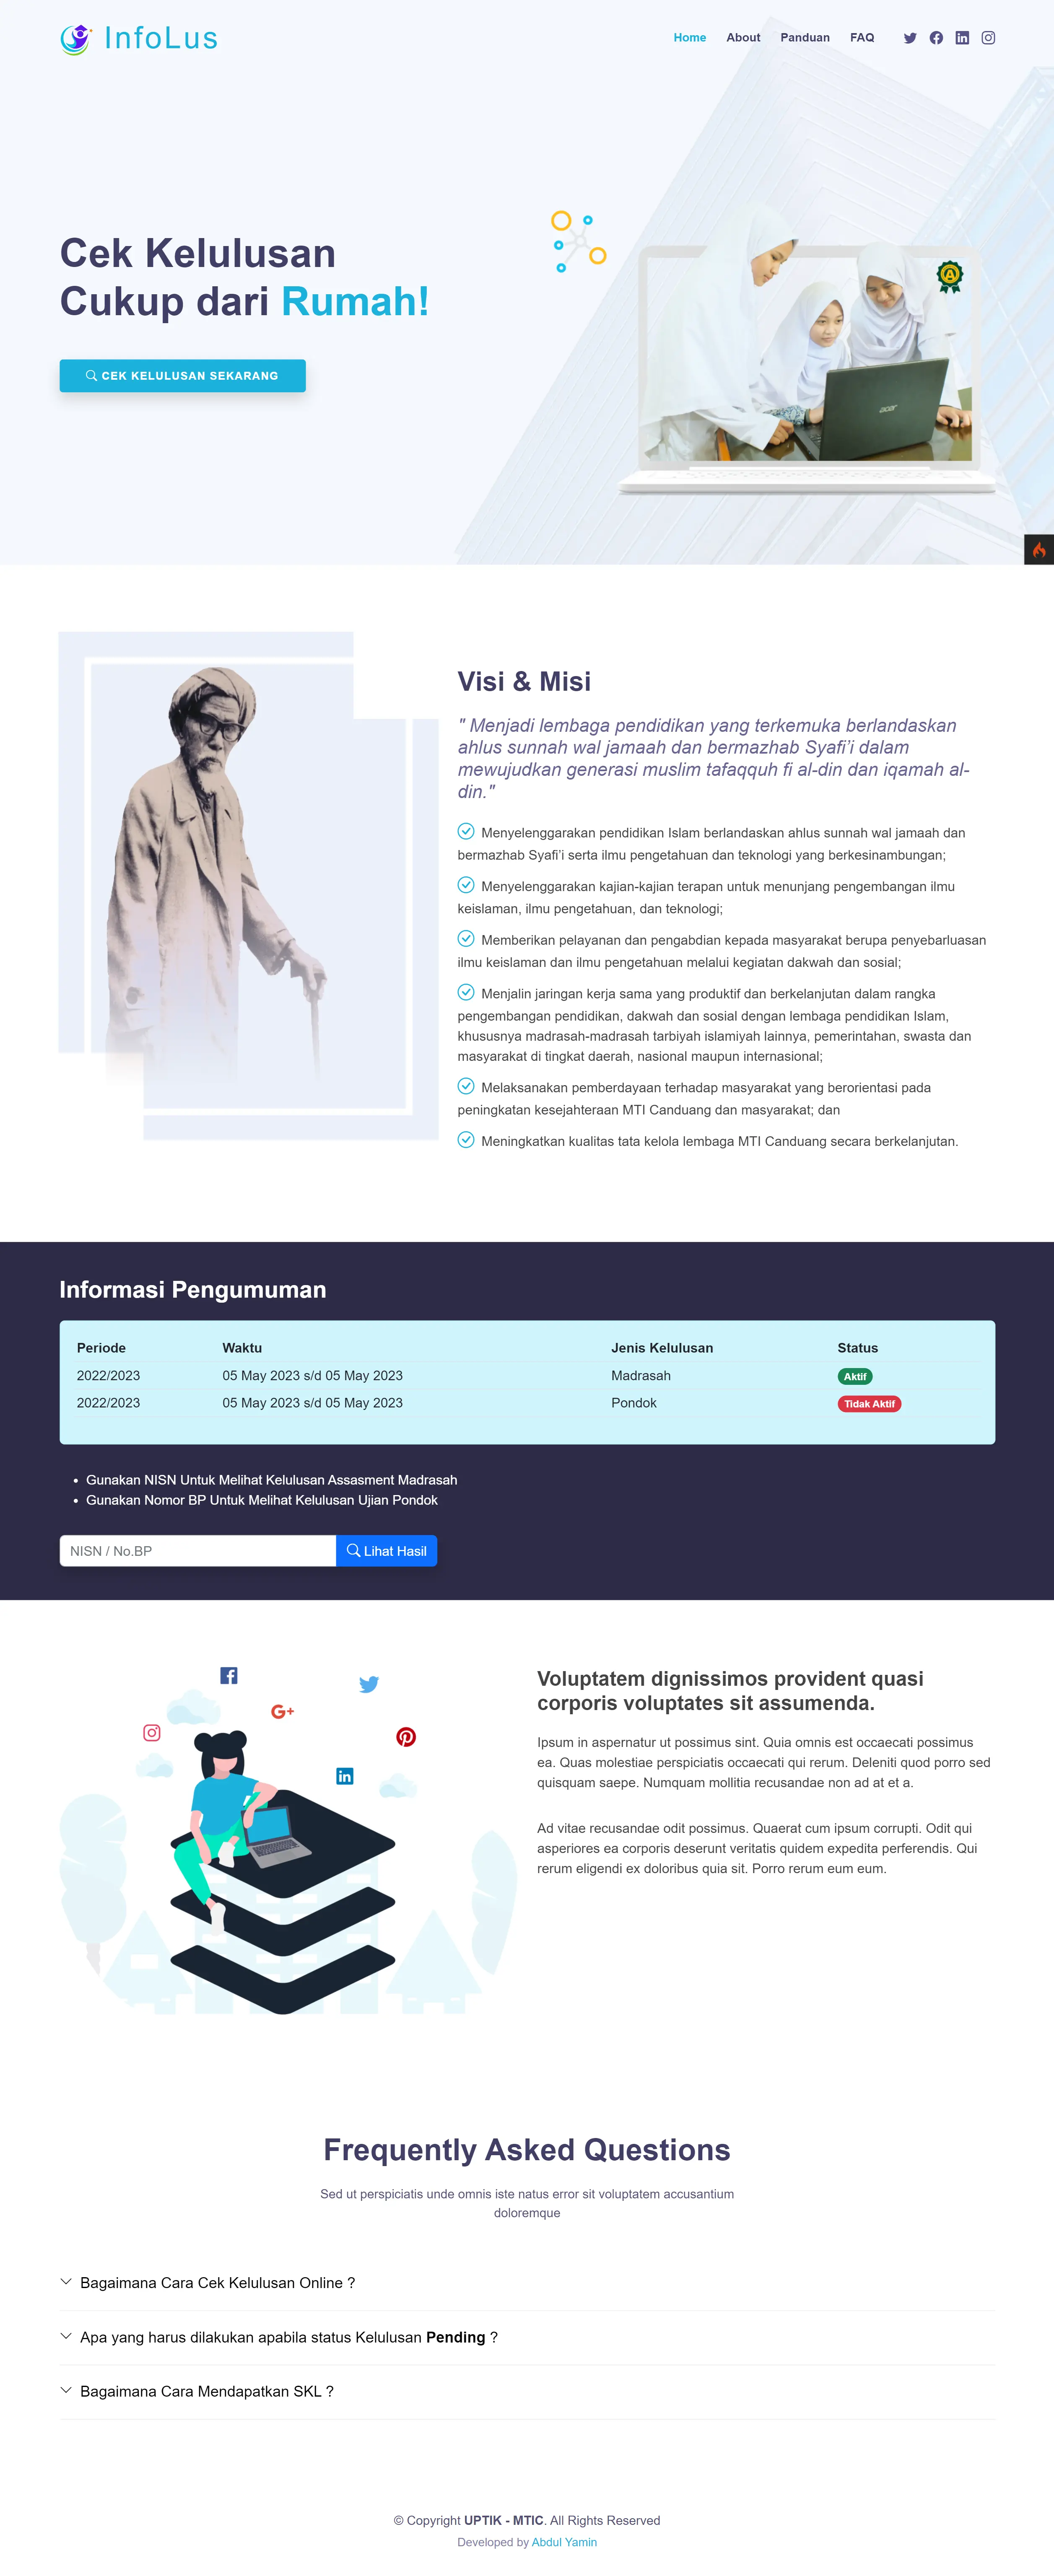 InfoLus
Home About Panduan FAQ
Cek Kelulusan
Cukup dari Rumah!
CEK KELULUSAN SEKARANG
A
acer
Visi & Misi
" Menjadi lembaga pendidikan yang terkemuka berlandaskan
ahlus sunnah wal jamaah dan bermazhab Syafi’i dalam
mewujudkan generasi muslim tafaqquh fi al-din dan iqamah al-
din."
Menyelenggarakan pendidikan Islam berlandaskan ahlus sunnah wal jamaah dan
bermazhab Syafi’i serta ilmu pengetahuan dan teknologi yang berkesinambungan;
Menyelenggarakan kajian-kajian terapan untuk menunjang pengembangan ilmu
keislaman, ilmu pengetahuan, dan teknologi;
Memberikan pelayanan dan pengabdian kepada masyarakat berupa penyebarluasan
ilmu keislaman dan ilmu pengetahuan melalui kegiatan dakwah dan sosial;
Menjalin jaringan kerja sama yang produktif dan berkelanjutan dalam rangka
pengembangan pendidikan, dakwah dan sosial dengan lembaga pendidikan Islam,
khususnya madrasah-madrasah tarbiyah islamiyah lainnya, pemerintahan, swasta dan
masyarakat di tingkat daerah, nasional maupun internasional;
Melaksanakan pemberdayaan terhadap masyarakat yang berorientasi pada
peningkatan kesejahteraan MTI Canduang dan masyarakat; dan
Meningkatkan kualitas tata kelola lembaga MTI Canduang secara berkelanjutan.
Informasi Pengumuman
Periode Waktu Jenis Kelulusan Status
2022/2023 05 May 2023 s/d 05 May 2023 Madrasah Aktif
2022/2023 05 May 2023 s/d 05 May 2023 Pondok Tidak Aktif
• Gunakan NISN Untuk Melihat Kelulusan Assasment Madrasah
• Gunakan Nomor BP Untuk Melihat Kelulusan Ujian Pondok
NISN / No.BP Lihat Hasil
Voluptatem dignissimos provident quasi
corporis voluptates sit assumenda.
Ipsum in aspernatur ut possimus sint. Quia omnis est occaecati possimus
ea. Quas molestiae perspiciatis occaecati qui rerum. Deleniti quod porro sed
quisquam saepe. Numquam mollitia recusandae non ad at et a.
Ad vitae recusandae odit possimus. Quaerat cum ipsum corrupti. Odit qui
asperiores ea corporis deserunt veritatis quidem expedita perferendis. Qui
rerum eligendi ex doloribus quia sit. Porro rerum eum eum.
Frequently Asked Questions
Sed ut perspiciatis unde omnis iste natus error sit voluptatem accusantium
doloremque
Bagaimana Cara Cek Kelulusan Online ?
Apa yang harus dilakukan apabila status Kelulusan Pending ?
Bagaimana Cara Mendapatkan SKL ?
© Copyright UPTIK - MTIC. All Rights Reserved
Developed by Abdul Yamin